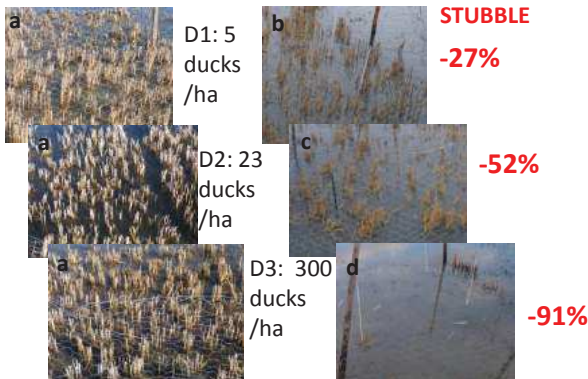 a
D1: 5
ducks
/ha
b
STUBBLE
-27%
a
D2: 23
ducks
/ha
c
-52%
a
D3: 300
ducks
/ha
d
-91%